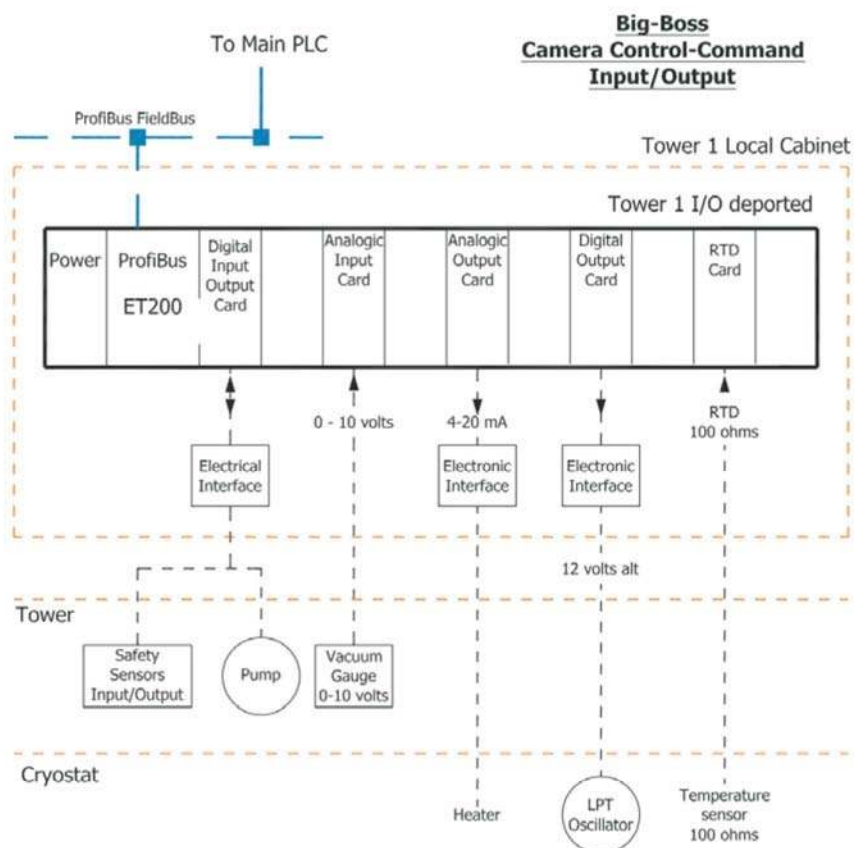 Big-Boss
Camera Control-Command
Input/Output
To Main PLC
ProfiBus FieldBus
Tower 1 Local Cabinet
Tower 1 I/O deported
Power
ProfiBus
ET200
Digital
Input
Output
Card
Analogic
Input
Card
Analogic
Output
Card
Digital
Output
Card
RTD
Card
0 - 10 volts
4-20 mA
RTD
100 ohms
Electrical
Interface
Electronic
Interface
Electronic
Interface
12 volts alt
Tower
Safety
Sensors
Input/Output
Pump
Vacuum
Gauge
0-10 volts
Cryostat
Heater
LPT
Oscillator
Temperature
sensor
100 ohms